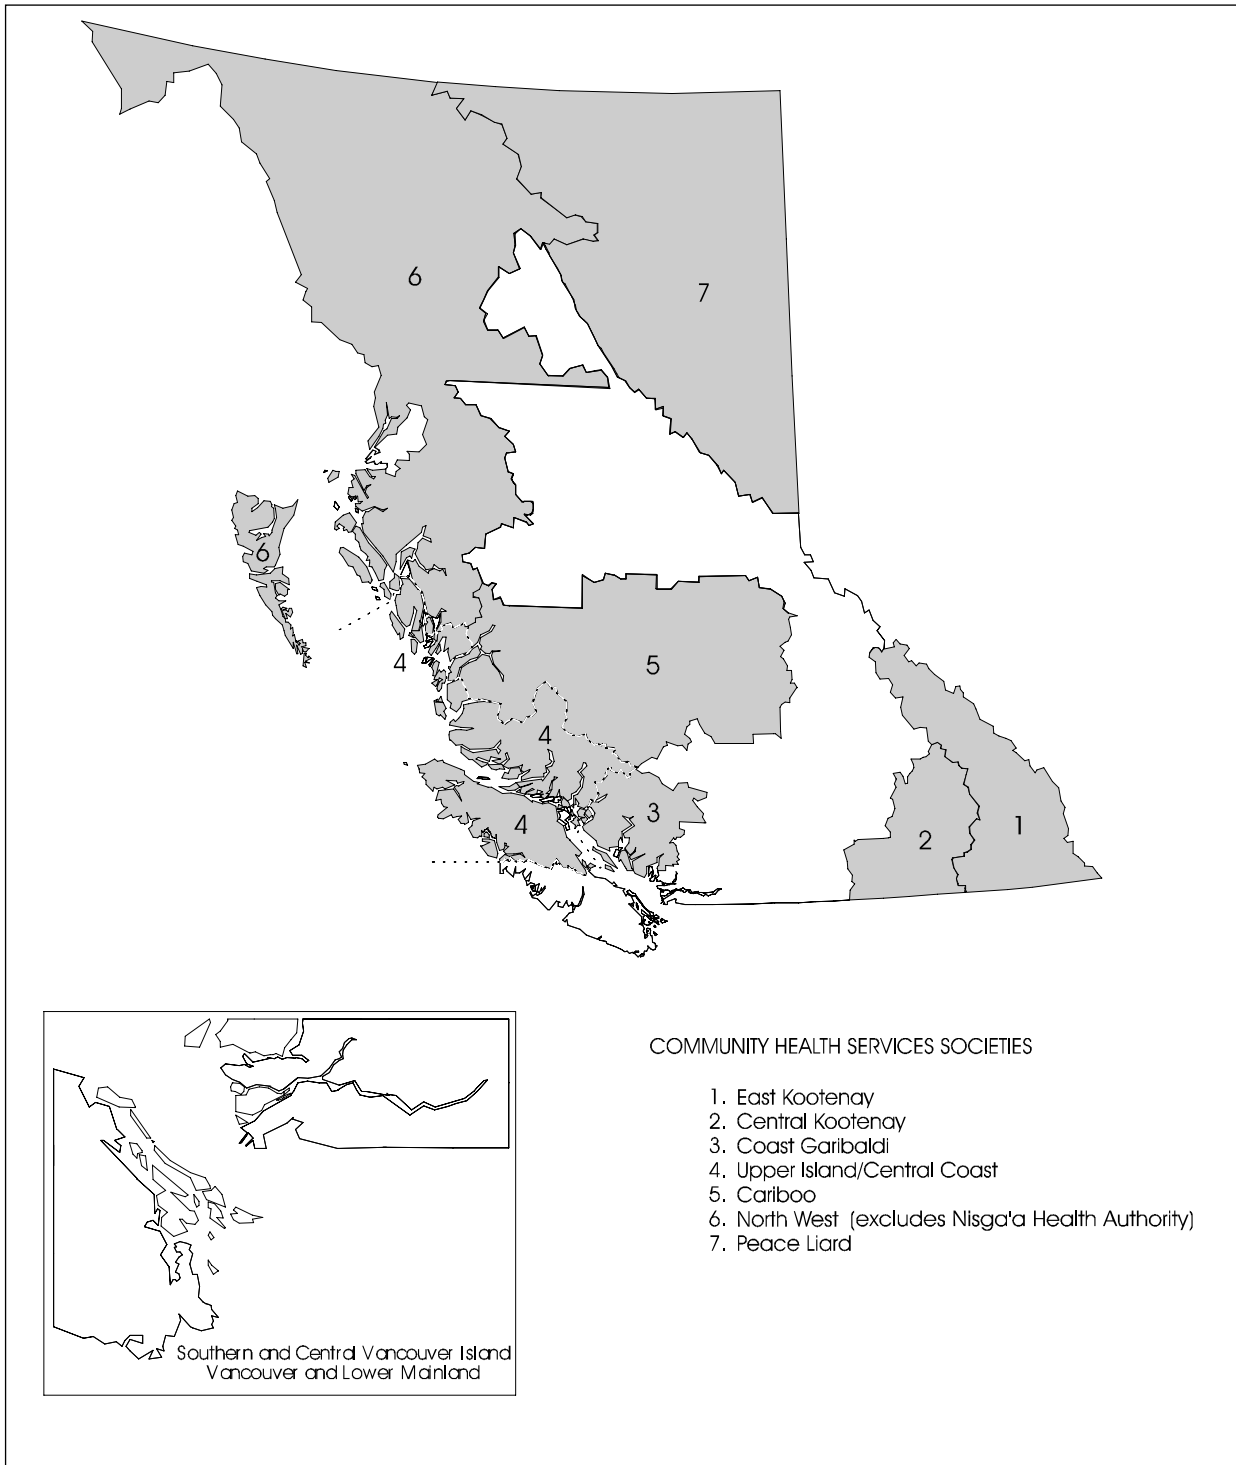 6
7
6
4
5
4
3
4
2
1
COMMUNITY HEALTH SERVICES SOCIETIES
1. East Kootenay
2. Central Kootenay
3. Coast Garibaldi
4. Upper Island/Central Coast
5. Cariboo
6. North West (excludes Nisga'a Health Authority)
7. Peace Liard
Southern and Central Vancouver Island
Vancouver and Lower Mainland